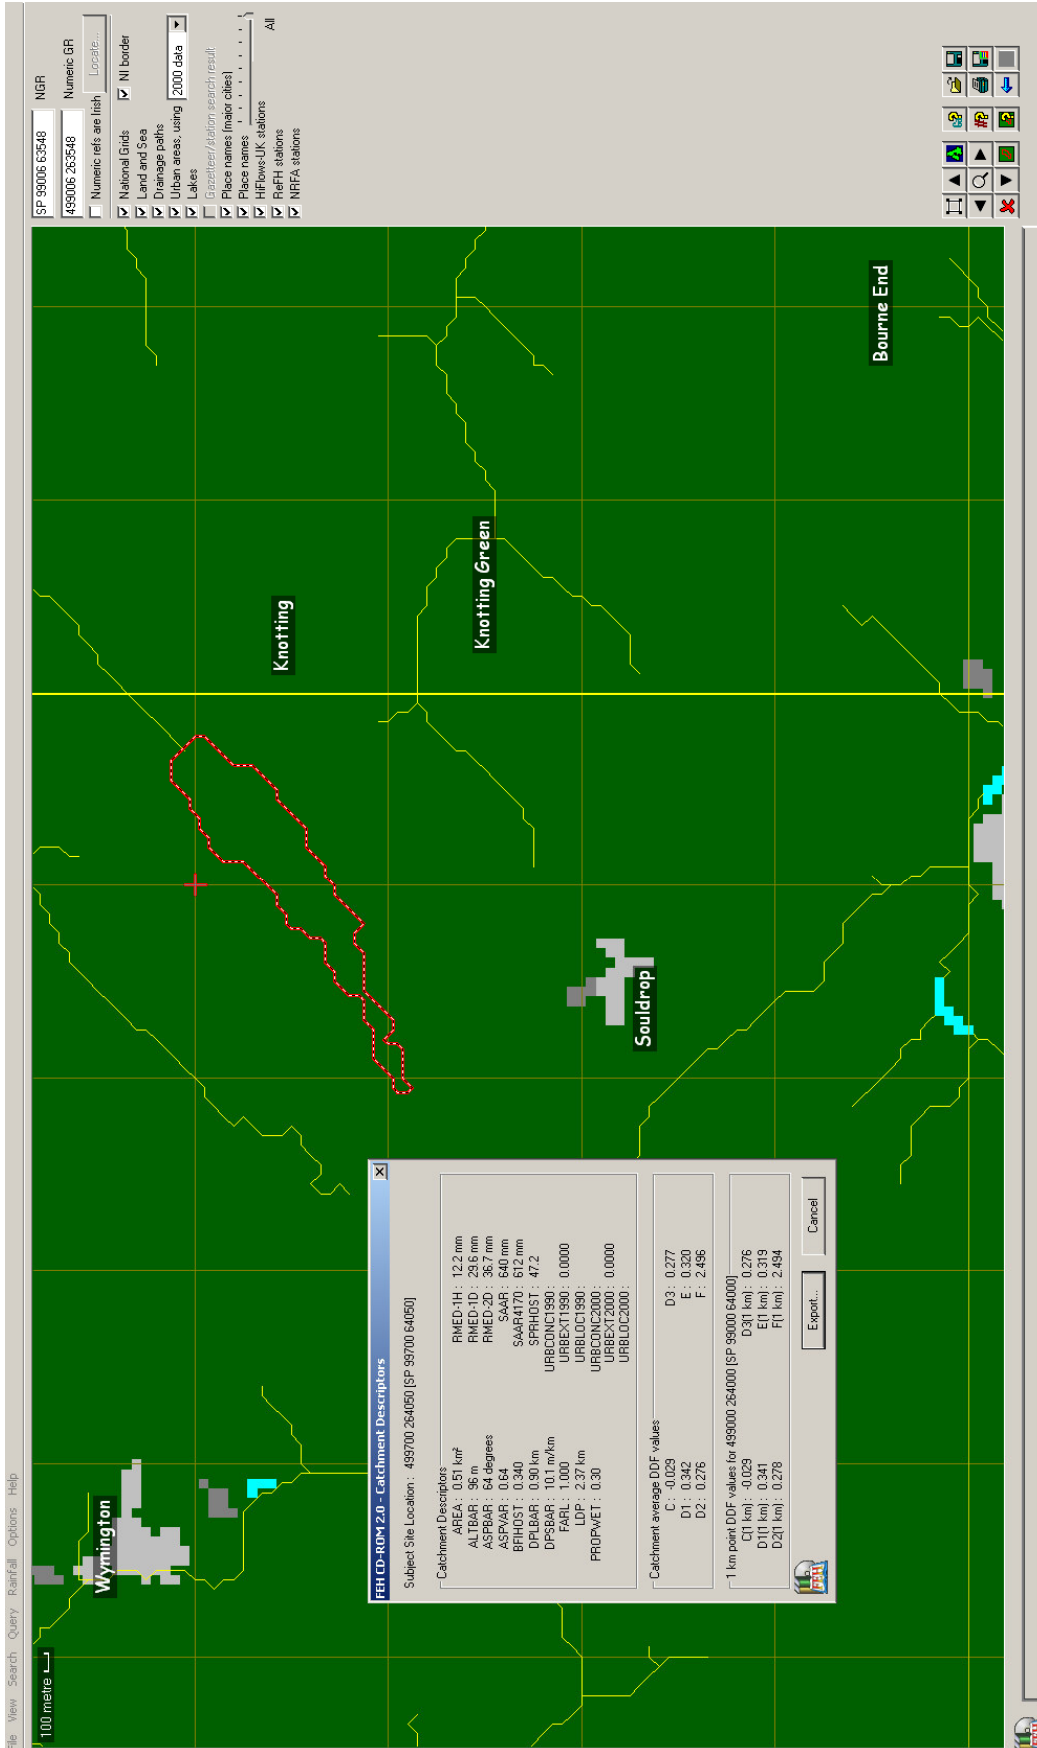 File View Search Query Rainfall Options Help
100 metre
Wymington
Souldrop
Knotting
Knotting Green
Bourne End
SP 99006 63548 NGR
499006 263548 Numeric GR
Numeric refs are Irish Locate...
National Grids NI border
Land and Sea
Drainage paths
Urban areas, using 2000 data
Lakes
Gazetteer/station search result
Place names (major cities)
Place names All
HiFlows-UK stations
ReFH stations
NRFA stations
FEH CD-ROM 2.0 - Catchment Descriptors
Subject Site Location : 499700 264050 [SP 99700 64050]
Catchment Descriptors
AREA : 0.51 km² RMED-1H : 12.2 mm
ALTBAR : 96 m RMED-1D : 29.6 mm
ASPBAR : 64 degrees RMED-2D : 36.7 mm
ASPVAR : 0.64 SAAR : 640 mm
BFIHOST : 0.340 SAAR4170 : 612 mm
DPLBAR : 0.90 km SPRHOST : 47.2
DPSBAR : 10.1 m/km URBCONC1990 :
FARL : 1.000 URBEXT1990 : 0.0000
LDP : 2.37 km URBLOC1990 :
PROPWET : 0.30 URBCONC2000 :
URBEXT2000 : 0.0000
URBLOC2000 :
Catchment average DDF values
C : -0.029 D3 : 0.277
D1 : 0.342 E : 0.320
D2 : 0.276 F : 2.496
1 km point DDF values for 499000 264000 [SP 99000 64000]
C(1 km) : -0.029 D3(1 km) : 0.276
D1(1 km) : 0.341 E(1 km) : 0.319
D2(1 km) : 0.278 F(1 km) : 2.494
FEH Export... Cancel